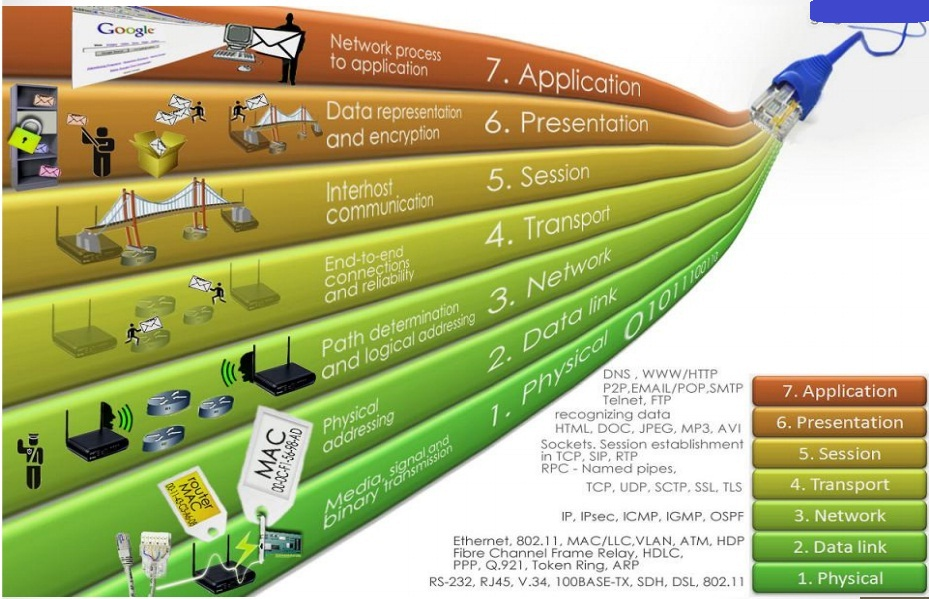 Google
Network process
to application
7. Application
Data representation
and encryption
6. Presentation
Interhost
communication
5. Session
End-to-end
connections
and reliability
4. Transport
Path determination
and logical addressing
3. Network
Physical
addressing
2. Data link
Media, signal and
binary transmission
1. Physical
MAC
router
MAC
DNS , WWW/HTTP
P2P,EMAIL/POP,SMTP
Telnet, FTP
7. Application
recognizing data
HTML, DOC, JPEG, MP3, AVI
6. Presentation
Sockets. Session establishment
in TCP, SIP, RTP
RPC - Named pipes,
5. Session
TCP, UDP, SCTP, SSL, TLS
4. Transport
IP, IPsec, ICMP, IGMP, OSPF
3. Network
Ethernet, 802.11, MAC/LLC,VLAN, ATM, HDP
Fibre Channel Frame Relay, HDLC,
PPP, Q.921, Token Ring, ARP
2. Data link
RS-232, RJ45, V.34, 100BASE-TX, SDH, DSL, 802.11
1. Physical